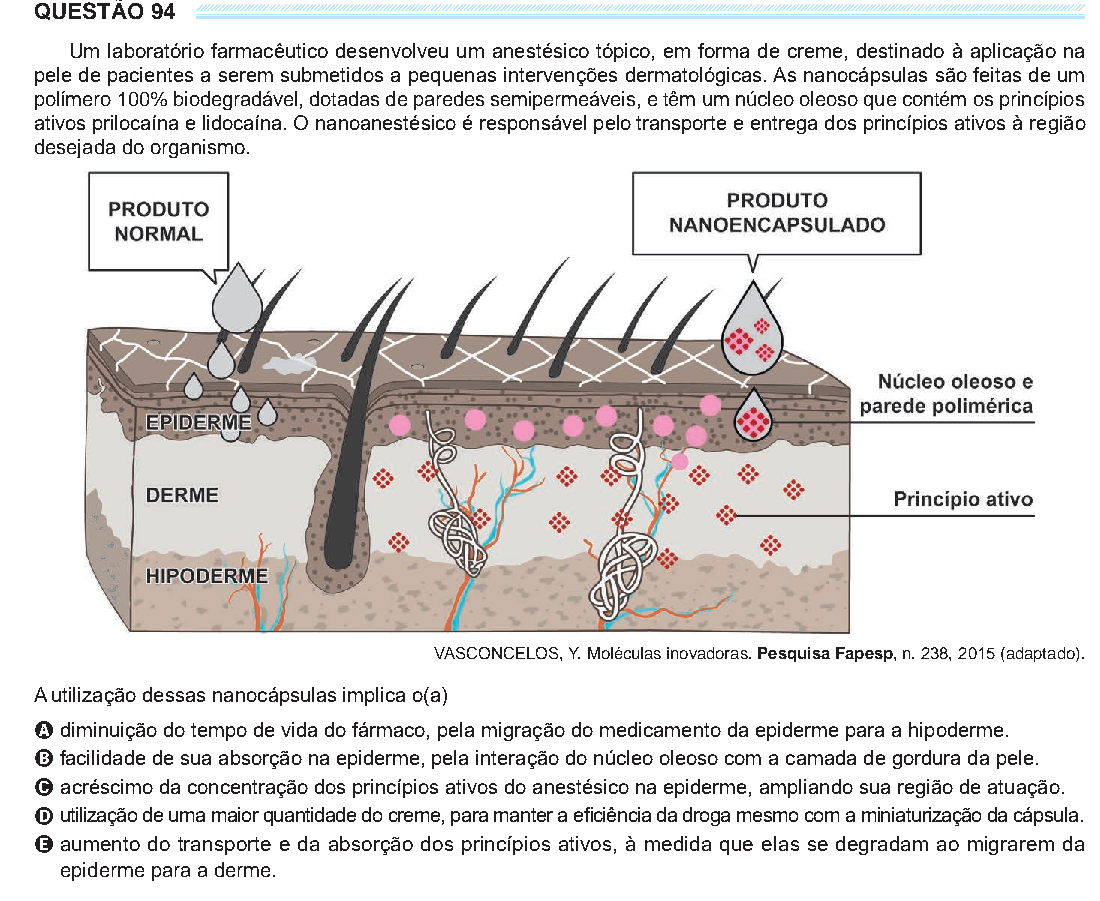 QUESTÃO 94
Um laboratório farmacêutico desenvolveu um anestésico tópico, em forma de creme, destinado à aplicação na
pele de pacientes a serem submetidos a pequenas intervenções dermatológicas. As nanocápsulas são feitas de um
polímero 100% biodegradável, dotadas de paredes semipermeáveis, e têm um núcleo oleoso que contém os princípios
ativos prilocaína e lidocaína. O nanoanestésico é responsável pelo transporte e entrega dos princípios ativos à região
desejada do organismo.
PRODUTO
NORMAL
PRODUTO
NANOENCAPSULADO
Núcleo oleoso e
parede polimérica
EPIDERME
DERME
Princípio ativo
HIPODERME
VASCONCELOS, Y. Moléculas inovadoras. Pesquisa Fapesp, n. 238, 2015 (adaptado).
A utilização dessas nanocápsulas implica o(a)
A diminuição do tempo de vida do fármaco, pela migração do medicamento da epiderme para a hipoderme.
B facilidade de sua absorção na epiderme, pela interação do núcleo oleoso com a camada de gordura da pele.
C acréscimo da concentração dos princípios ativos do anestésico na epiderme, ampliando sua região de atuação.
D utilização de uma maior quantidade do creme, para manter a eficiência da droga mesmo com a miniaturização da cápsula.
E aumento do transporte e da absorção dos princípios ativos, à medida que elas se degradam ao migrarem da
epiderme para a derme.